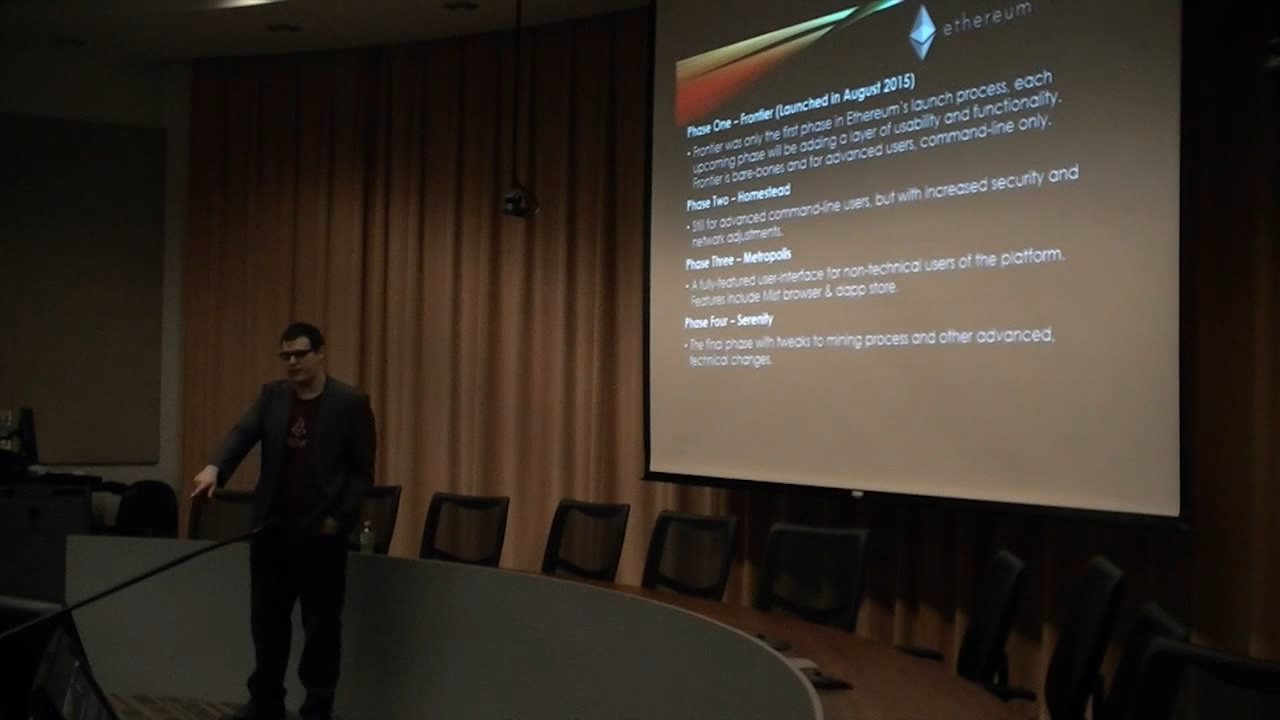 ethereum
Phase One – Frontier (Launched in August 2015)
• Frontier was only the first phase in Ethereum's launch process, each
upcoming phase will be adding a layer of usability and functionality.
Frontier is bare-bones and for advanced users, command-line only.
Phase Two – Homestead
• Still for advanced command-line users, but with increased security and
network adjustments.
Phase Three – Metropolis
• A fully-featured user-interface for non-technical users of the platform.
Features include Mist browser & dapp store.
Phase Four – Serenity
• The final phase with tweaks to mining process and other advanced,
technical changes.